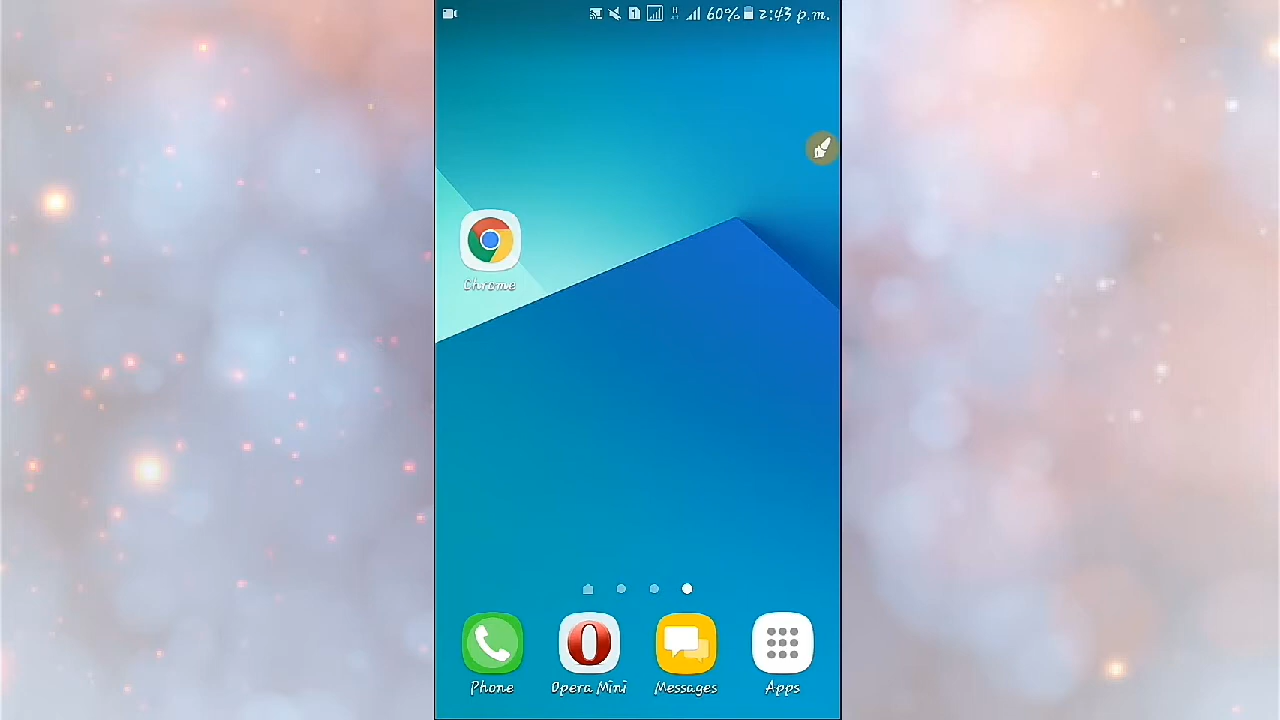 60% 2:43 p.m.
Chrome
Phone
Opera Mini
Messages
Apps